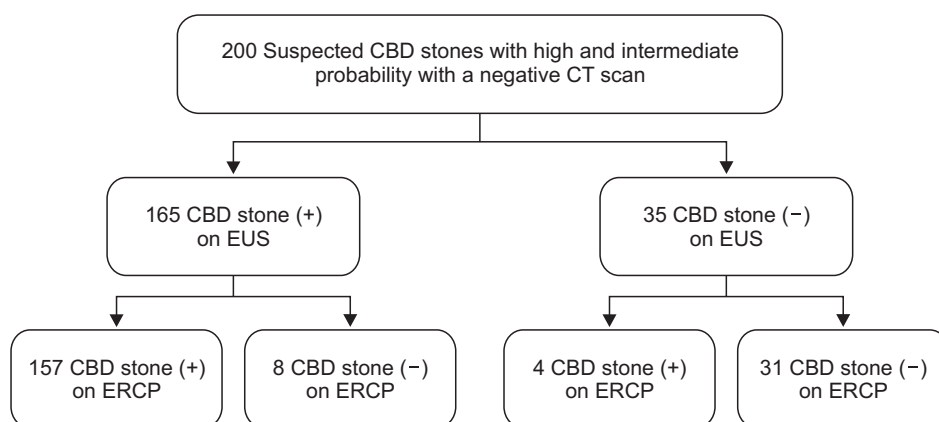 200 Suspected CBD stones with high and intermediate
probability with a negative CT scan
165 CBD stone (+)
on EUS
35 CBD stone (−)
on EUS
157 CBD stone (+)
on ERCP
8 CBD stone (−)
on ERCP
4 CBD stone (+)
on ERCP
31 CBD stone (−)
on ERCP